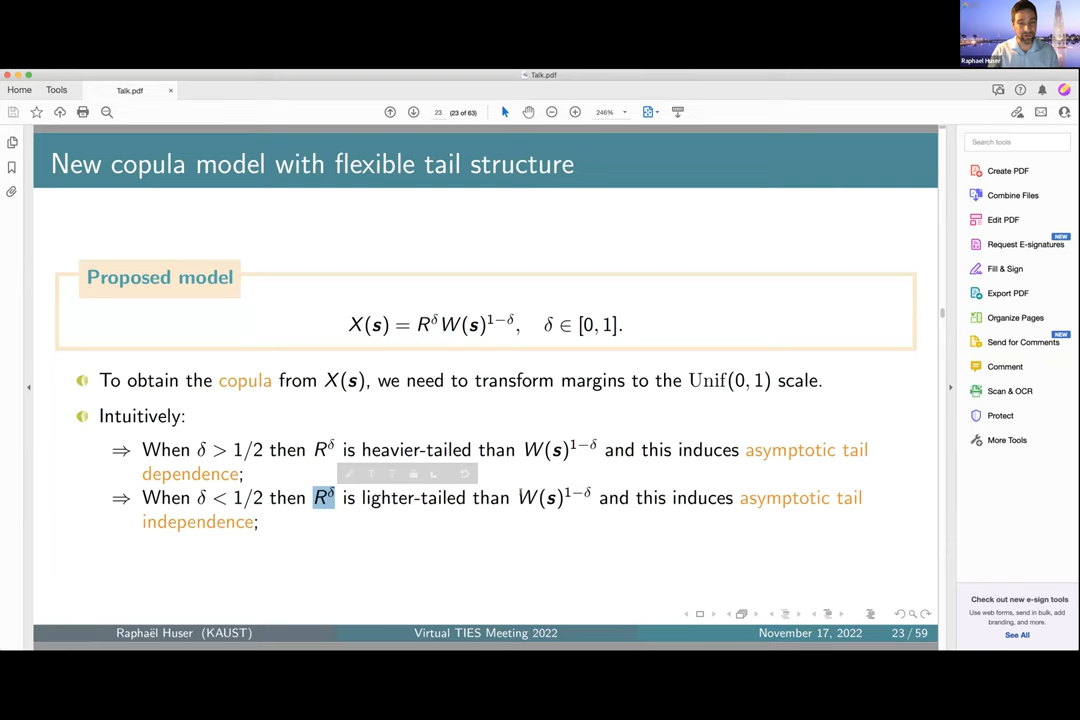 Raphael Huser
Talk.pdf
Home Tools Talk.pdf ×
23 (23 of 63) 246%
Search tools
New copula model with flexible tail structure
Proposed model
X(s) = R^δ W(s)^{1−δ}, δ ∈ [0, 1].
To obtain the copula from X(s), we need to transform margins to the Unif(0, 1) scale.
Intuitively:
⇒ When δ > 1/2 then R^δ is heavier-tailed than W(s)^{1−δ} and this induces asymptotic tail
dependence;
⇒ When δ < 1/2 then R^δ is lighter-tailed than W(s)^{1−δ} and this induces asymptotic tail
independence;
Raphaël Huser (KAUST) Virtual TIES Meeting 2022 November 17, 2022 23 / 59
Create PDF
Combine Files
Edit PDF
NEW
Request E-signatures
Fill & Sign
Export PDF
Organize Pages
NEW
Send for Comments
Comment
Scan & OCR
Protect
More Tools
Check out new e-sign tools
Use web forms, send in bulk, add
branding, and more.
See All